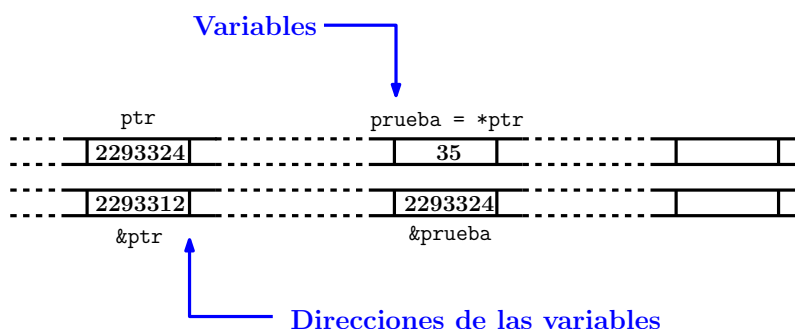 Variables
ptr
prueba = *ptr
2293324
35
2293312
2293324
&ptr
&prueba
Direcciones de las variables